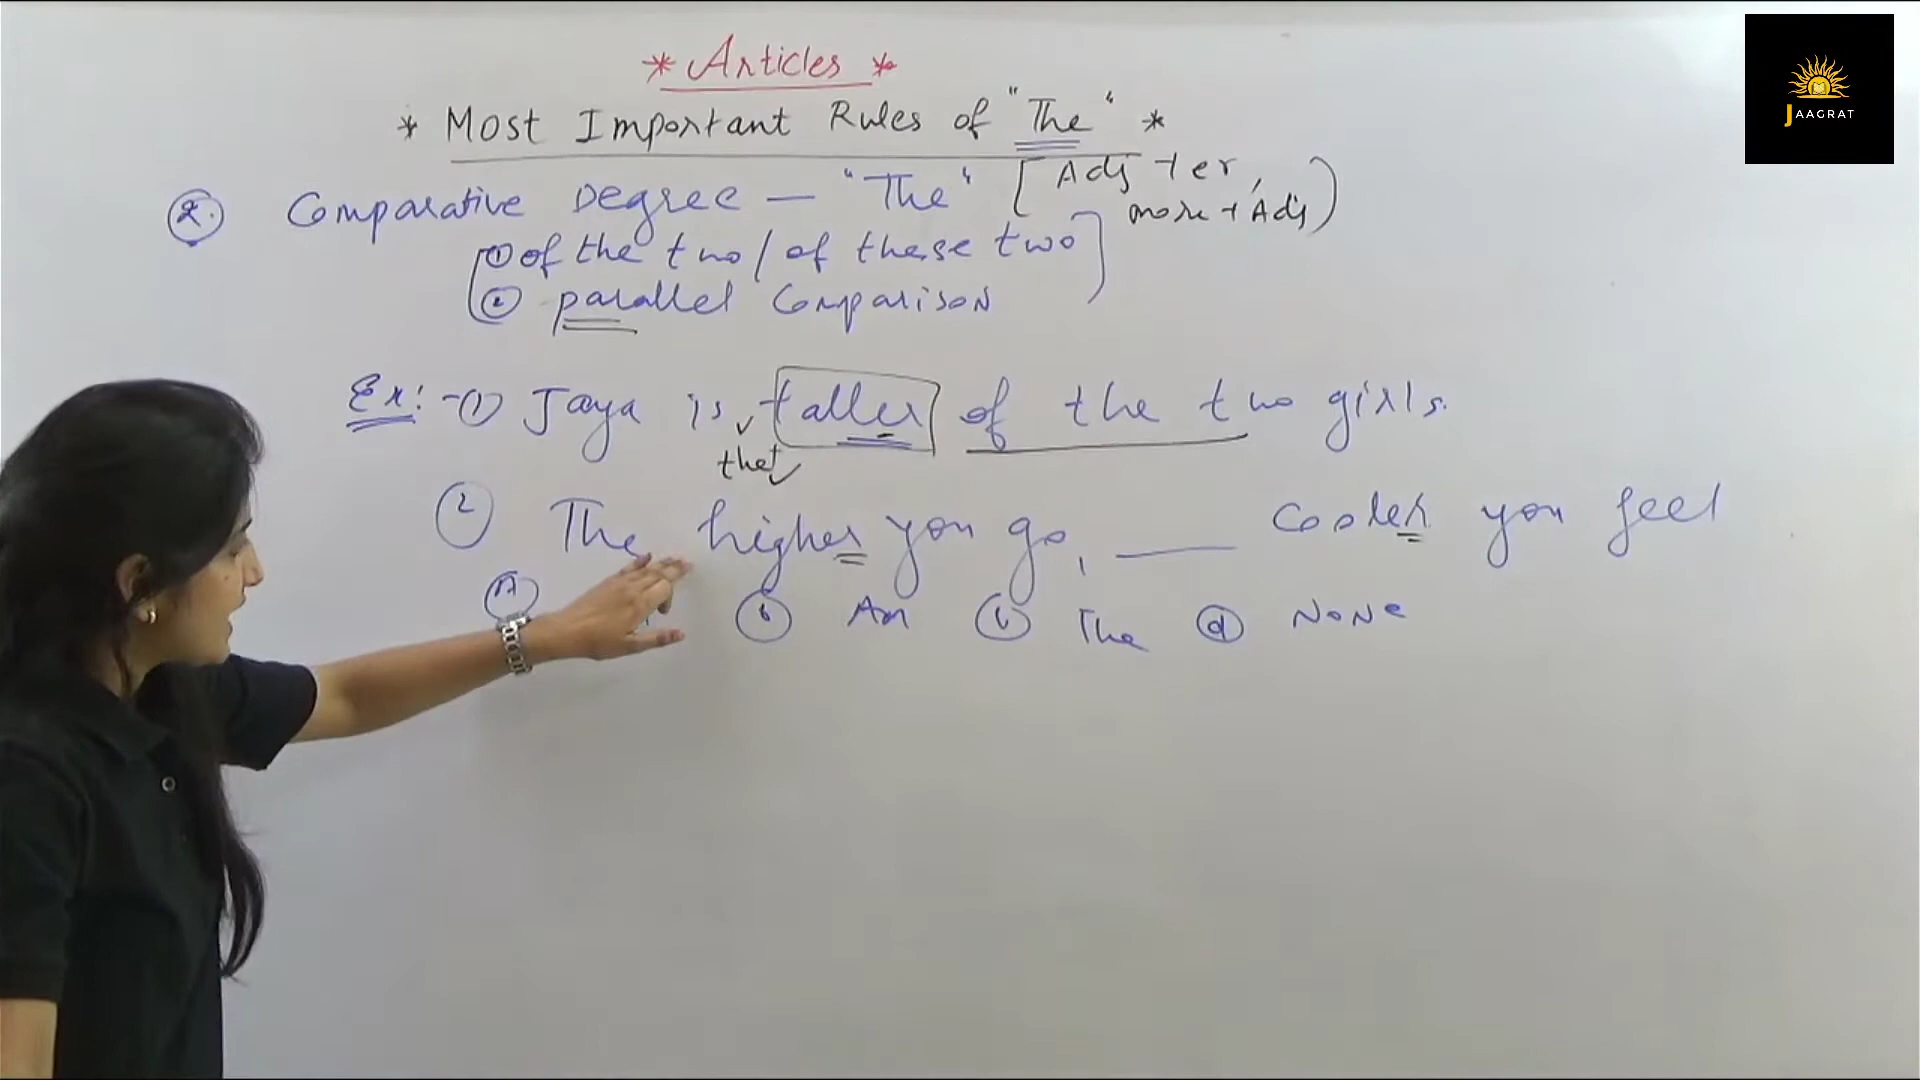 * Articles *
* Most Important Rules of "The" *
2. Comparative Degree — "The" [Adj + er,
more + Adj)
① of the two / of these two
② parallel Comparison
Ex:- ① Jaya is taller of the two girls.
the
② The higher you go, ____ cooler you feel
Ⓐ ⓑ An ⓒ The ⓓ None
JAAGRAT